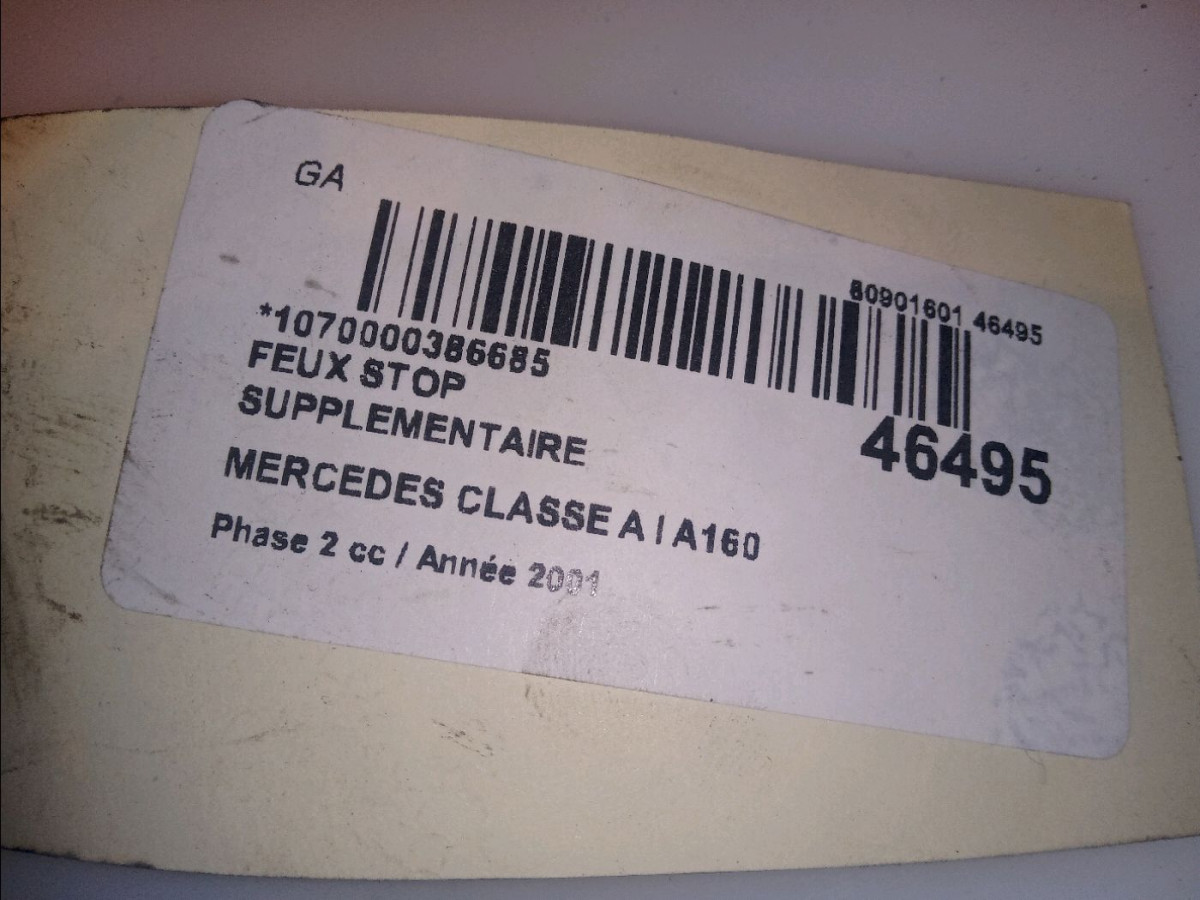 GA
80901601 46495
*1070000386685
FEUX STOP
SUPPLEMENTAIRE
46495
MERCEDES CLASSE A I A160
Phase 2 cc / Année 2001